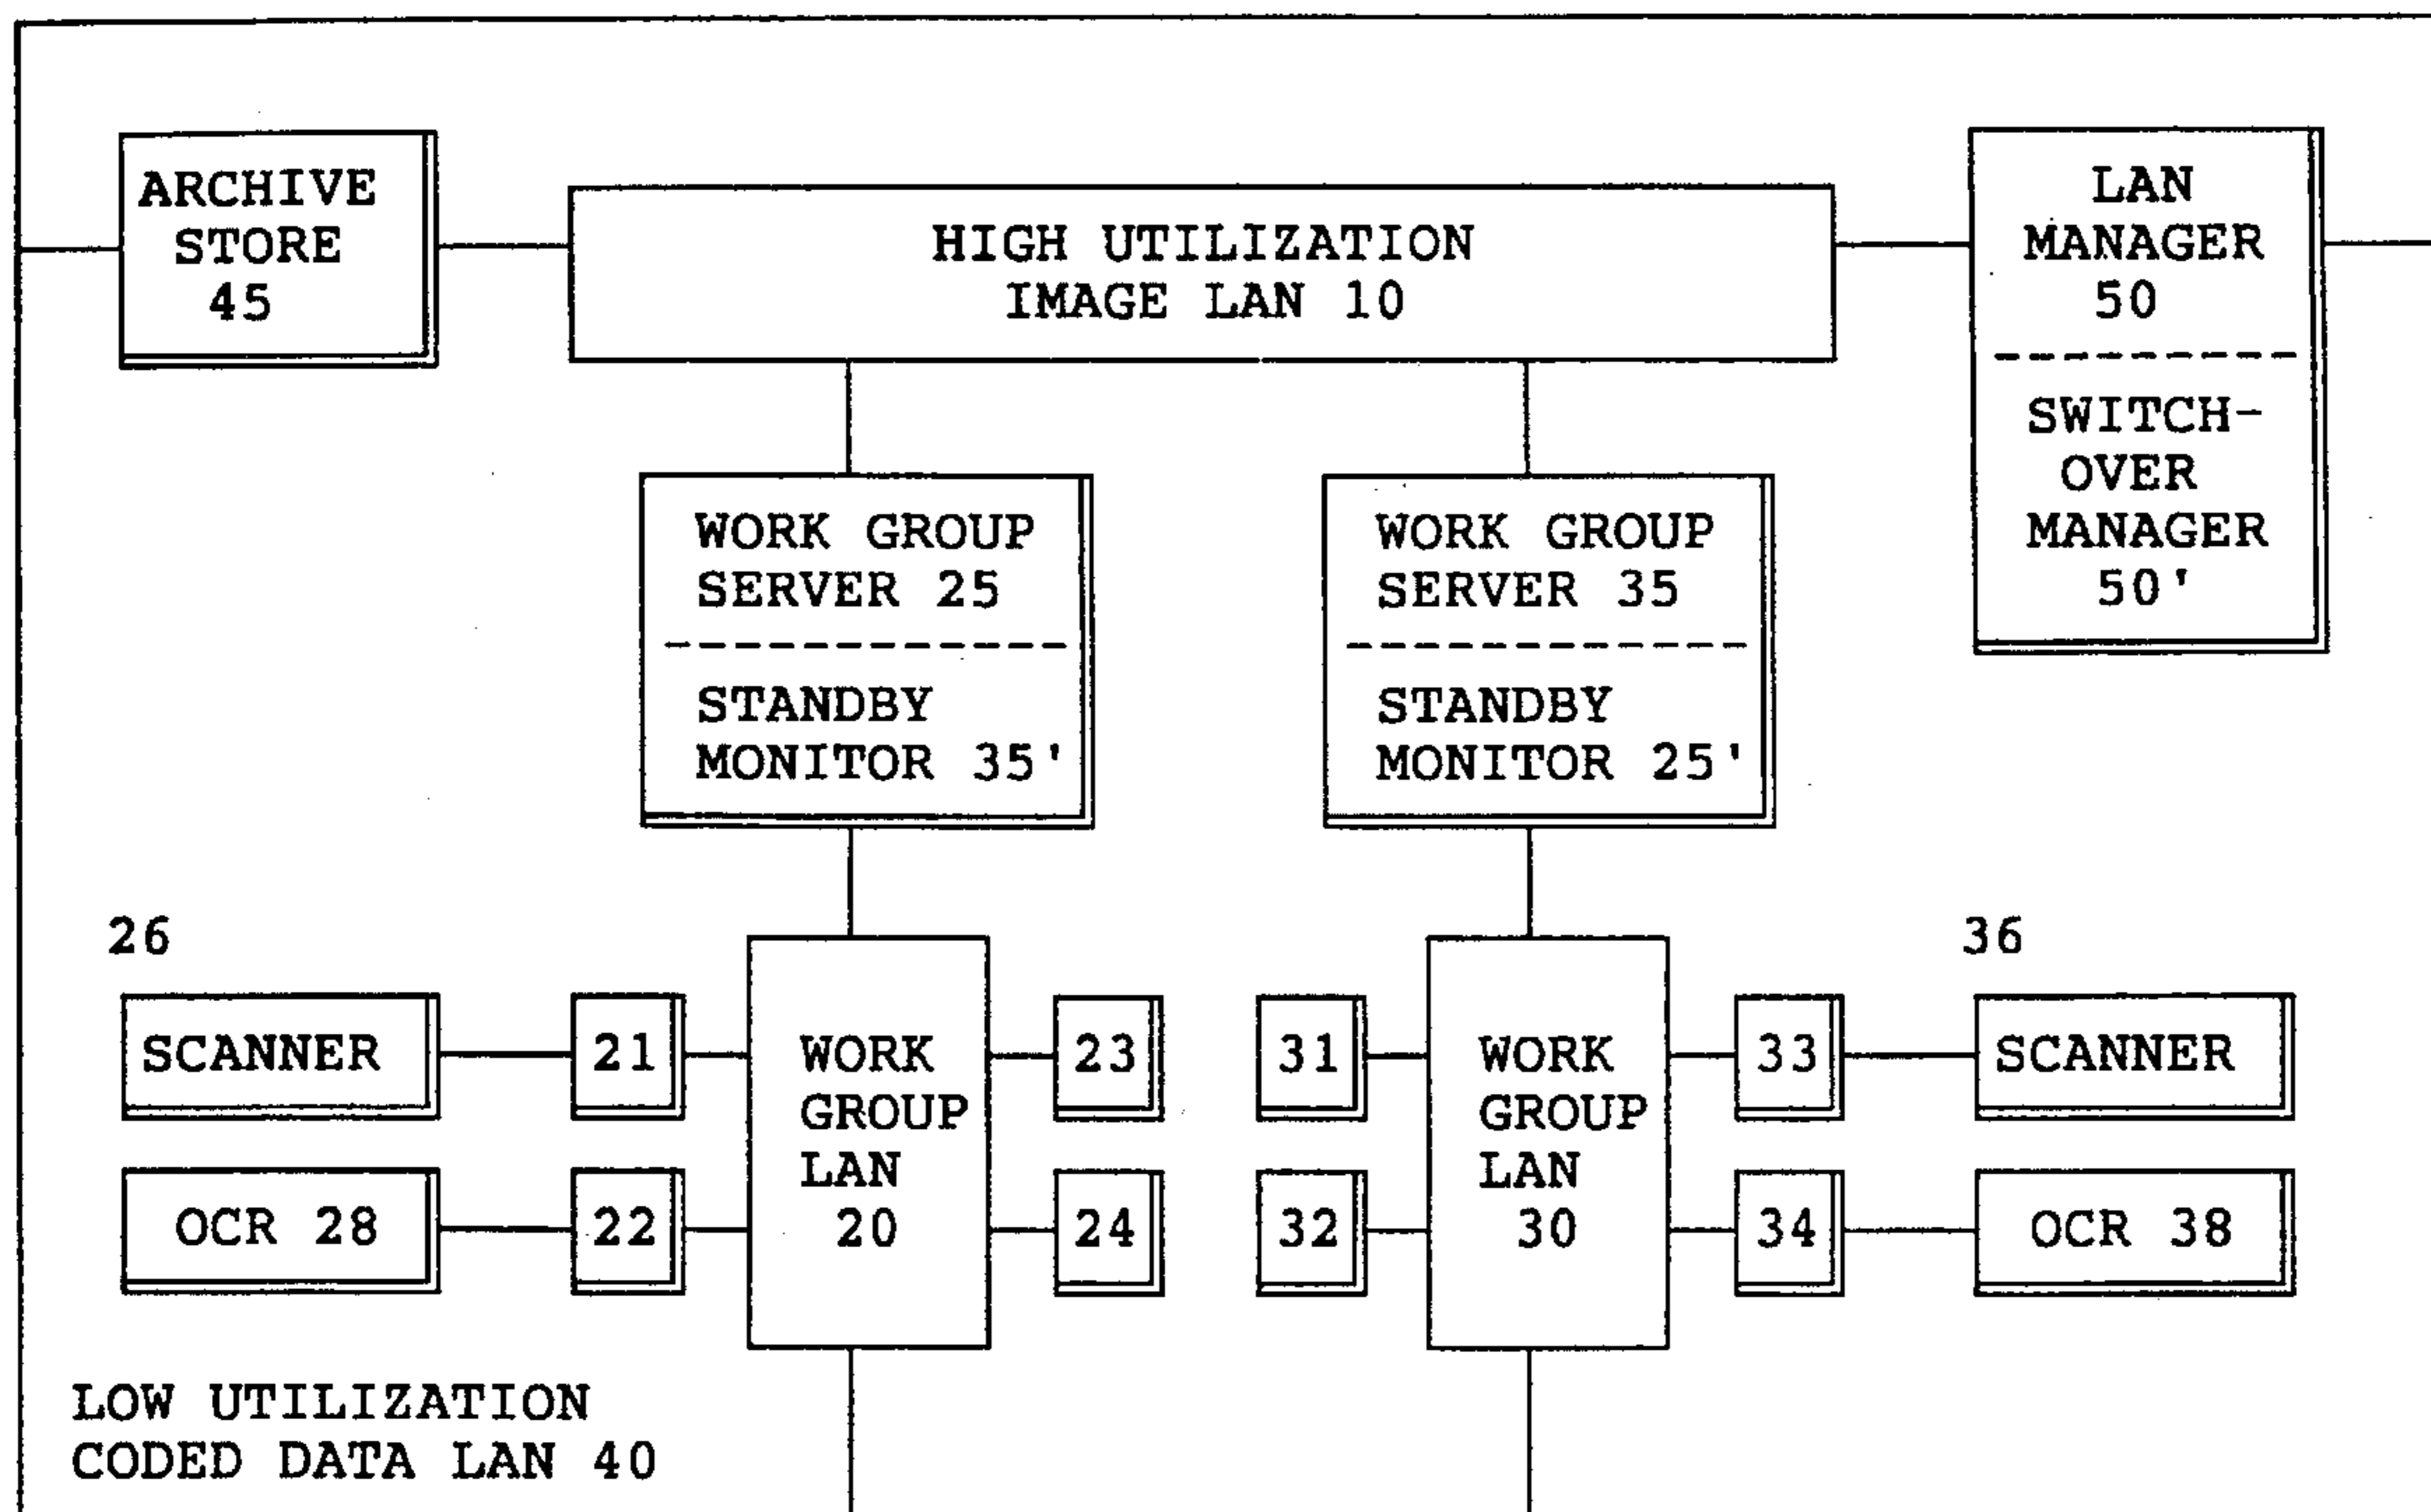 ARCHIVE
STORE
45
HIGH UTILIZATION
IMAGE LAN 10
LAN
MANAGER
50
SWITCH-
OVER
MANAGER
50'
WORK GROUP
SERVER 25
STANDBY
MONITOR 35'
WORK GROUP
SERVER 35
STANDBY
MONITOR 25'
26
SCANNER
21
OCR 28
22
WORK
GROUP
LAN
20
23
24
31
32
WORK
GROUP
LAN
30
33
34
36
SCANNER
OCR 38
LOW UTILIZATION
CODED DATA LAN 40